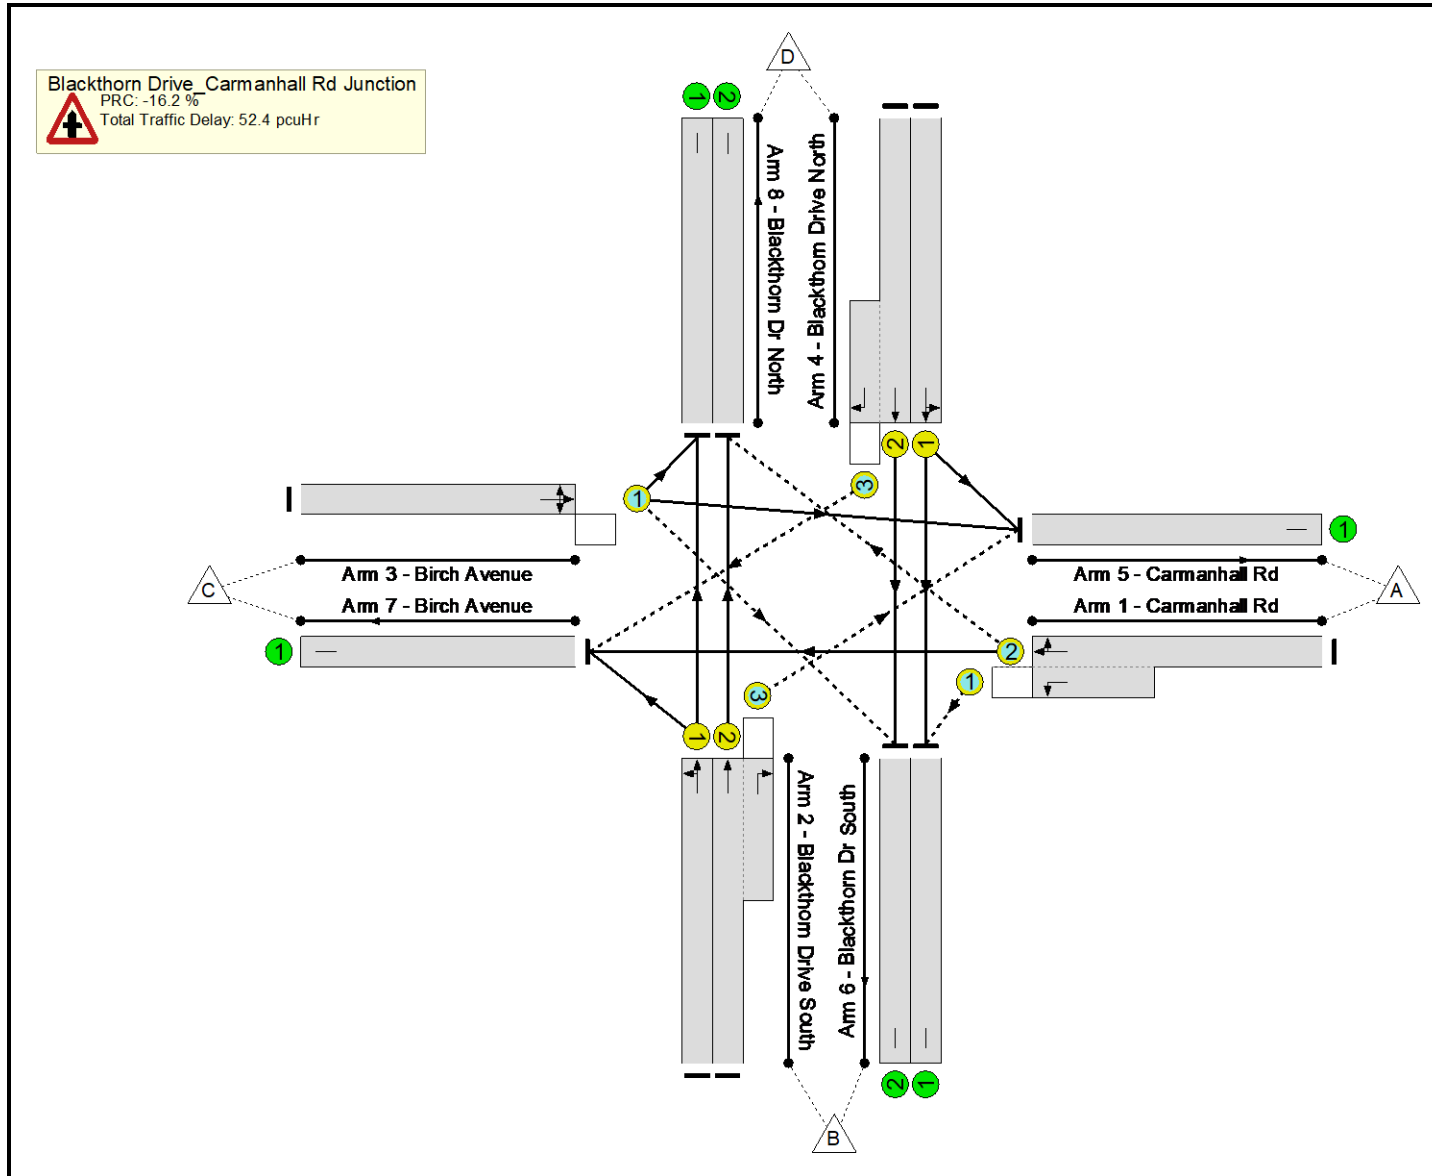 Blackthorn Drive_Carmanhall Rd Junction
PRC: -16.2 %
Total Traffic Delay: 52.4 pcuHr
D
1
2
Arm 8 - Blackthorn Dr North
Arm 4 - Blackthorn Drive North
2
1
3
1
1
Arm 3 - Birch Avenue
Arm 5 - Carmanhall Rd
C
A
Arm 7 - Birch Avenue
Arm 1 - Carmanhall Rd
1
2
1
3
1
2
Arm 2 - Blackthorn Drive South
Arm 6 - Blackthorn Dr South
2
1
B